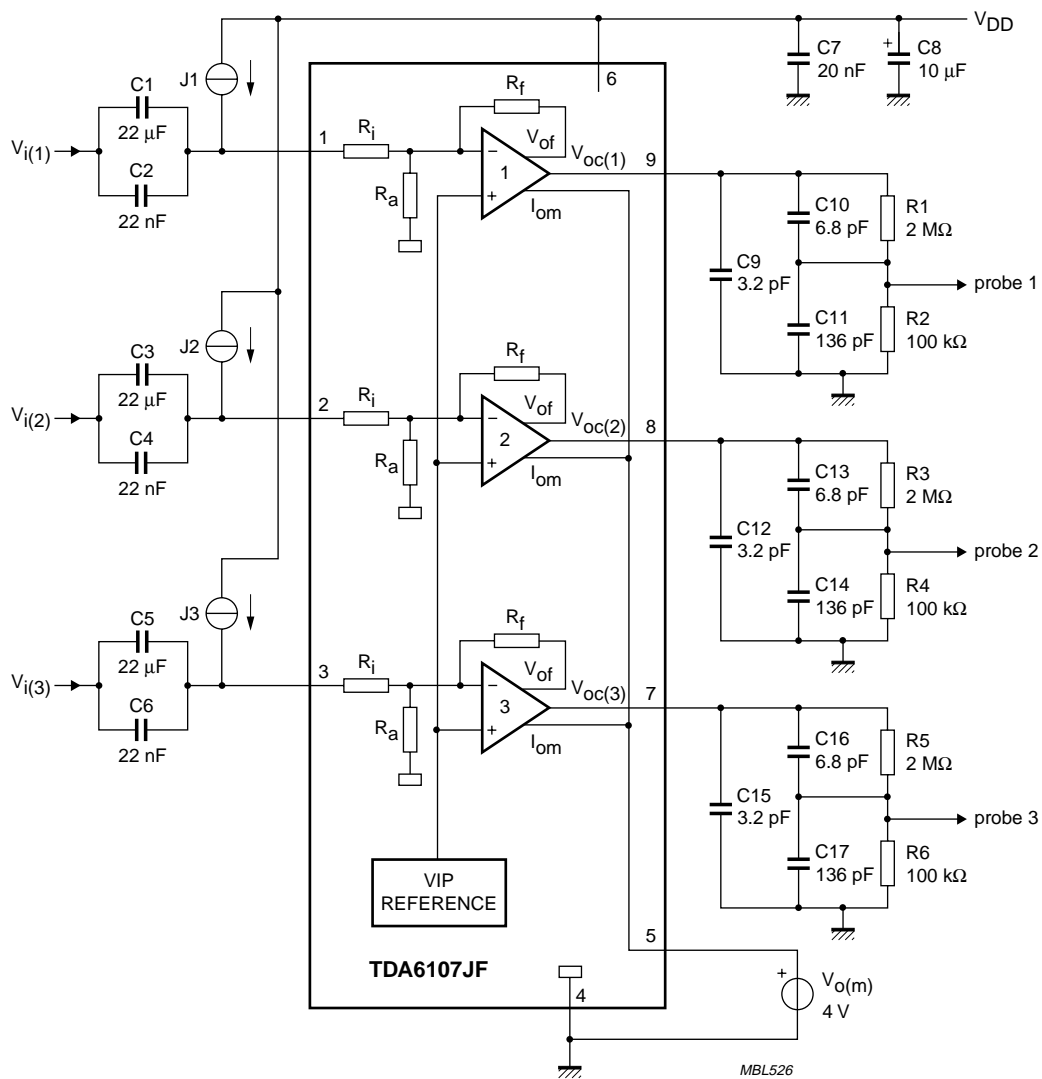 VDD
C7
20 nF
C8
+
10 µF
J1
6
C1
22 µF
Vi(1)
C2
22 nF
1
Ri
Ra
Rf
Vof
−
1
+
Iom
Voc(1)
9
C10
6.8 pF
R1
2 MΩ
C9
3.2 pF
probe 1
C11
136 pF
R2
100 kΩ
J2
C3
22 µF
Vi(2)
C4
22 nF
2
Ri
Ra
Rf
Vof
−
2
+
Iom
Voc(2)
8
C13
6.8 pF
R3
2 MΩ
C12
3.2 pF
probe 2
C14
136 pF
R4
100 kΩ
J3
C5
22 µF
Vi(3)
C6
22 nF
3
Ri
Ra
Rf
Vof
−
3
+
Iom
Voc(3)
7
C16
6.8 pF
R5
2 MΩ
C15
3.2 pF
probe 3
C17
136 pF
R6
100 kΩ
VIP
REFERENCE
5
TDA6107JF
4
+
Vo(m)
4 V
MBL526